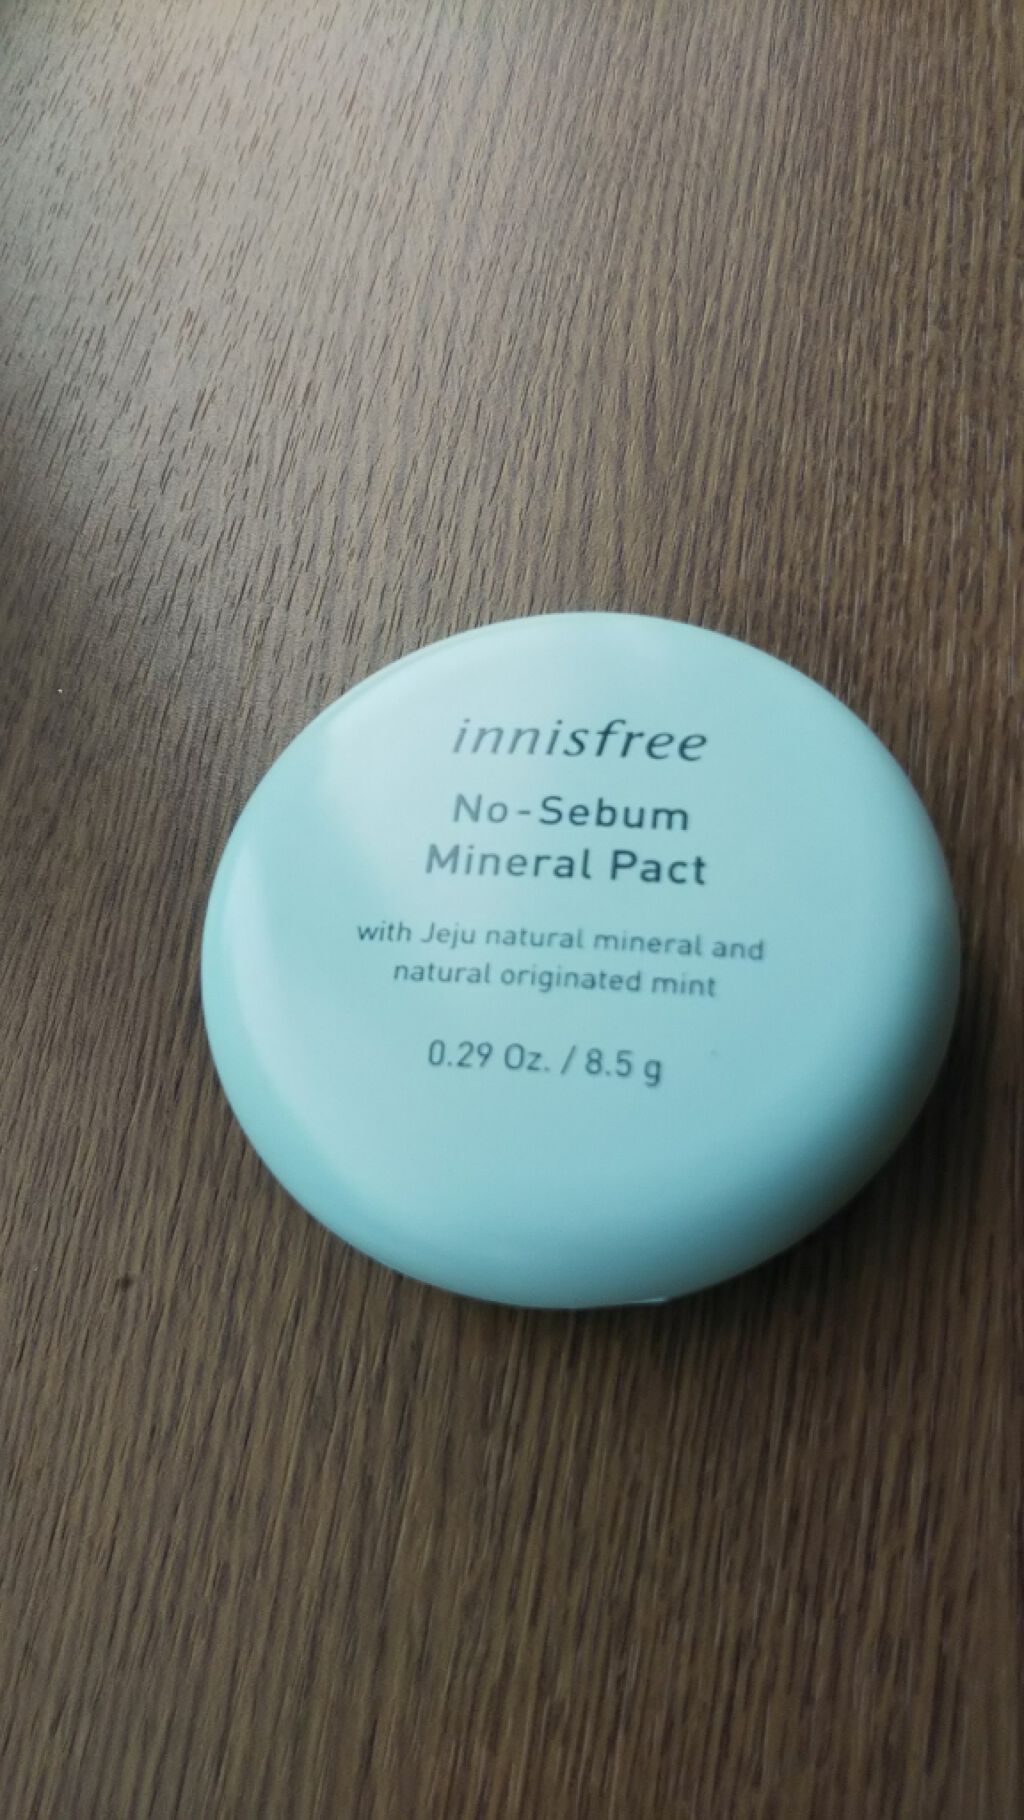 innisfree
No-Sebum
Mineral Pact
with Jeju natural mineral and
natural originated mint
0.29 Oz. / 8.5 g